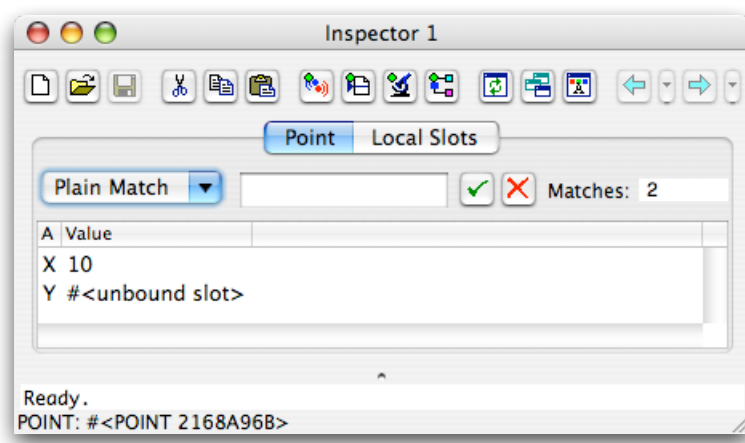 Inspector 1
Point Local Slots
Plain Match Matches: 2
A Value
X 10
Y #<unbound slot>
Ready.
POINT: #<POINT 2168A96B>